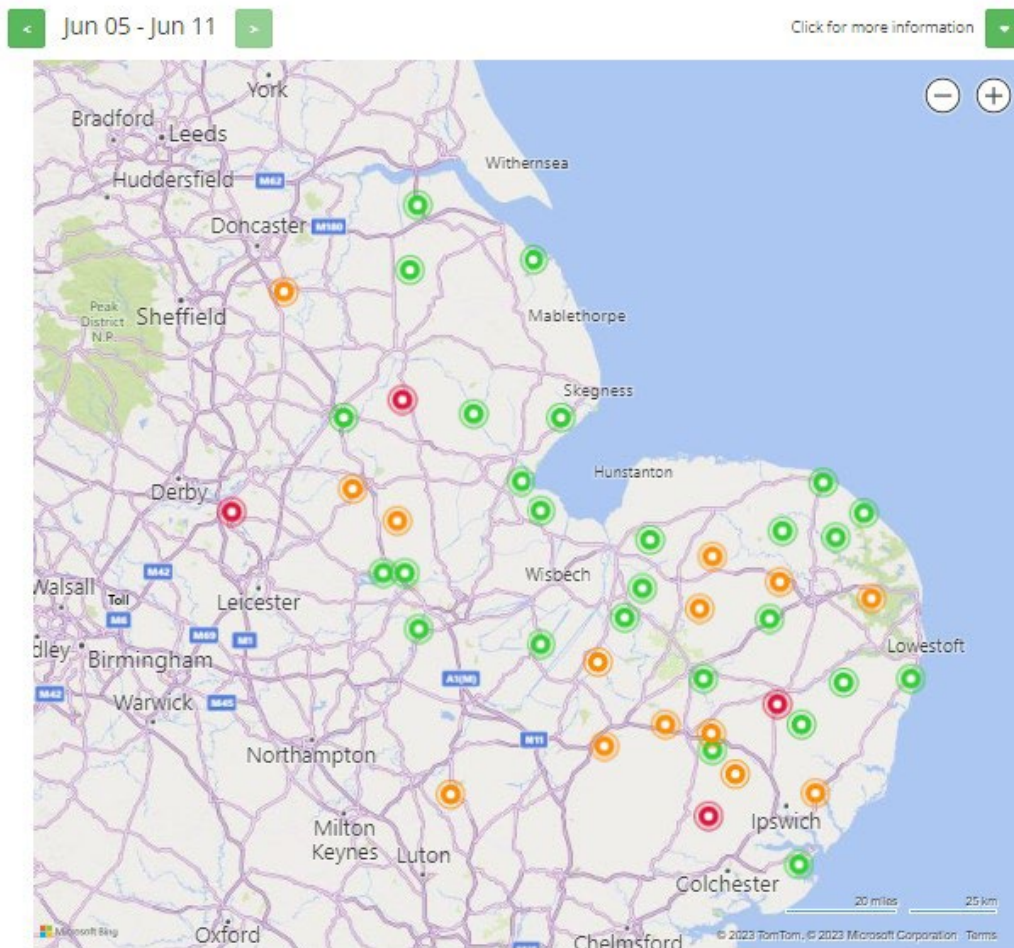 <
Jun 05 - Jun 11
>
Click for more information
York
Bradford
Leeds
Withernsea
Huddersfield
M62
Doncaster
M180
Peak
District
N.P.
Sheffield
Mablethorpe
Skegness
Hunstanton
Derby
M42
Wisbech
Walsall
Toll
M6
Leicester
M69
M1
dley
Birmingham
Lowestoft
M42
A1(M)
Warwick
M45
Northampton
M11
Milton
Keynes
Luton
Ipswich
Colchester
20 miles
25 km
Microsoft Bing
Oxford
Chelmsford
© 2023 TomTom, © 2023 Microsoft Corporation Terms